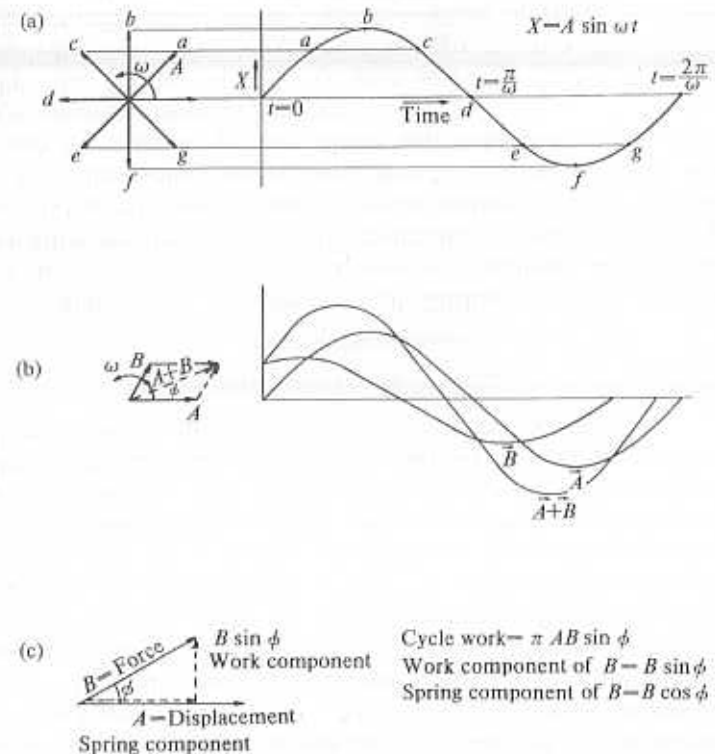 (a)
b
c
a
A
ω
d
e
g
f
X
t=0
a
b
c
X=A sin ω t
t=π/ω
t=2π/ω
Time
d
e
g
f
(b)
ω
B
A+B
ϕ
A
B⃗
A⃗
A⃗+B⃗
(c)
B=Force
ϕ
B sin ϕ
Work component
A=Displacement
Spring component
Cycle work= π AB sin ϕ
Work component of B=B sin ϕ
Spring component of B=B cos ϕ